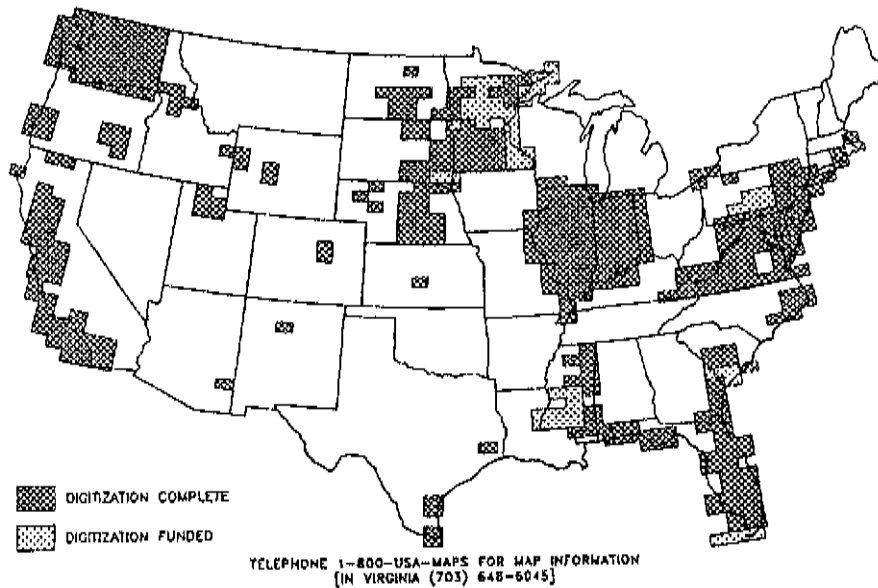 DIGITIZATION COMPLETE
DIGITIZATION FUNDED
TELEPHONE 1-800-USA-MAPS FOR MAP INFORMATION
[IN VIRGINIA (703) 648-6045]